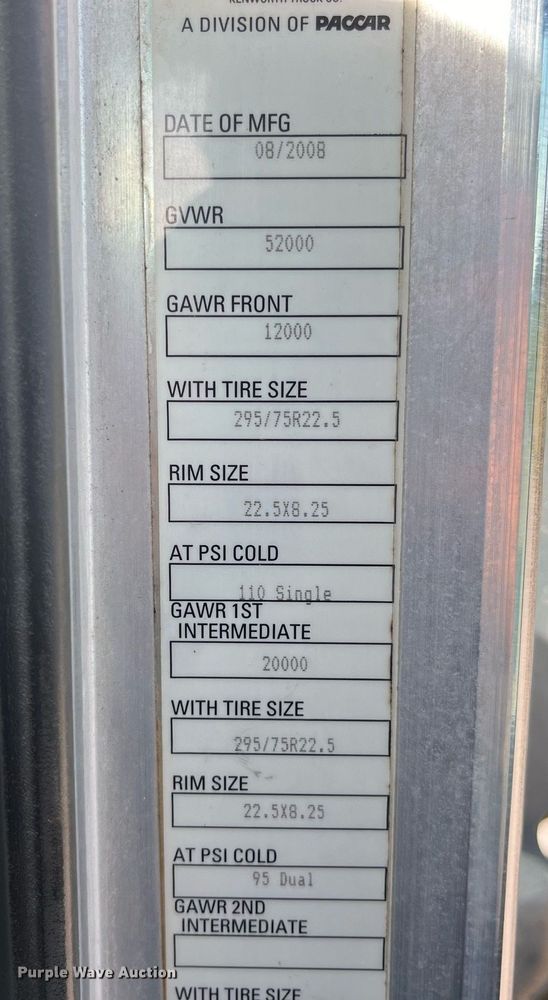 KENWORTH TRUCK CO.
A DIVISION OF PACCAR
DATE OF MFG
08/2008
GVWR
52000
GAWR FRONT
12000
WITH TIRE SIZE
295/75R22.5
RIM SIZE
22.5X8.25
AT PSI COLD
110 Single
GAWR 1ST
INTERMEDIATE
20000
WITH TIRE SIZE
295/75R22.5
RIM SIZE
22.5X8.25
AT PSI COLD
95 Dual
GAWR 2ND
INTERMEDIATE
WITH TIRE SIZE
Purple Wave Auction